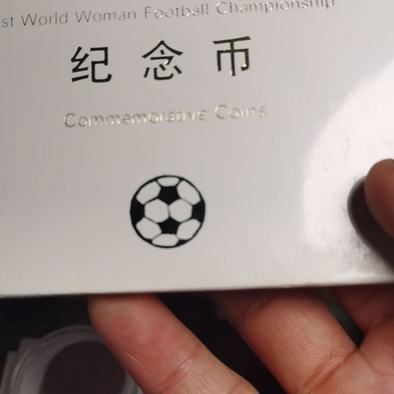 st World Woman Football Championship
纪念币
Commemorative Coins